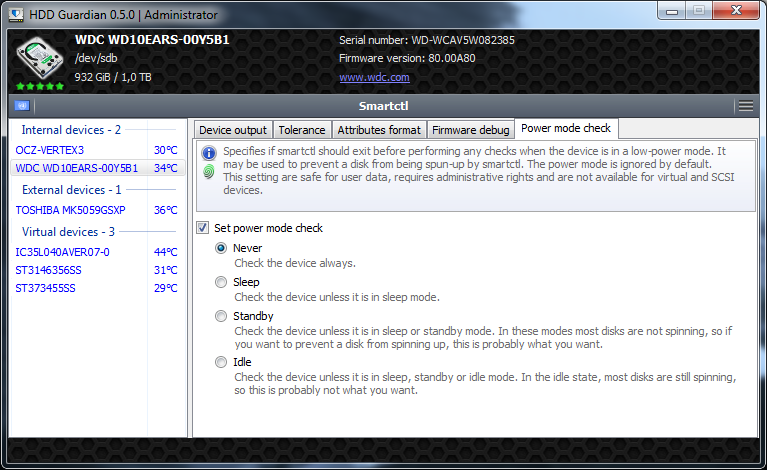 HDD Guardian 0.5.0 | Administrator
WDC WD10EARS-00Y5B1
/dev/sdb
932 GiB / 1,0 TB
Serial number: WD-WCAV5W082385
Firmware version: 80.00A80
www.wdc.com
Smartctl
Internal devices - 2
OCZ-VERTEX3 30°C
WDC WD10EARS-00Y5B1 34°C
External devices - 1
TOSHIBA MK5059GSXP 36°C
Virtual devices - 3
IC35L040AVER07-0 44°C
ST3146356SS 31°C
ST373455SS 29°C
Device output Tolerance Attributes format Firmware debug Power mode check
Specifies if smartctl should exit before performing any checks when the device is in a low-power mode. It
may be used to prevent a disk from being spun-up by smartctl. The power mode is ignored by default.
This setting are safe for user data, requires administrative rights and are not available for virtual and SCSI
devices.
Set power mode check
Never
Check the device always.
Sleep
Check the device unless it is in sleep mode.
Standby
Check the device unless it is in sleep or standby mode. In these modes most disks are not spinning, so if
you want to prevent a disk from spinning up, this is probably what you want.
Idle
Check the device unless it is in sleep, standby or idle mode. In the idle state, most disks are still spinning,
so this is probably not what you want.